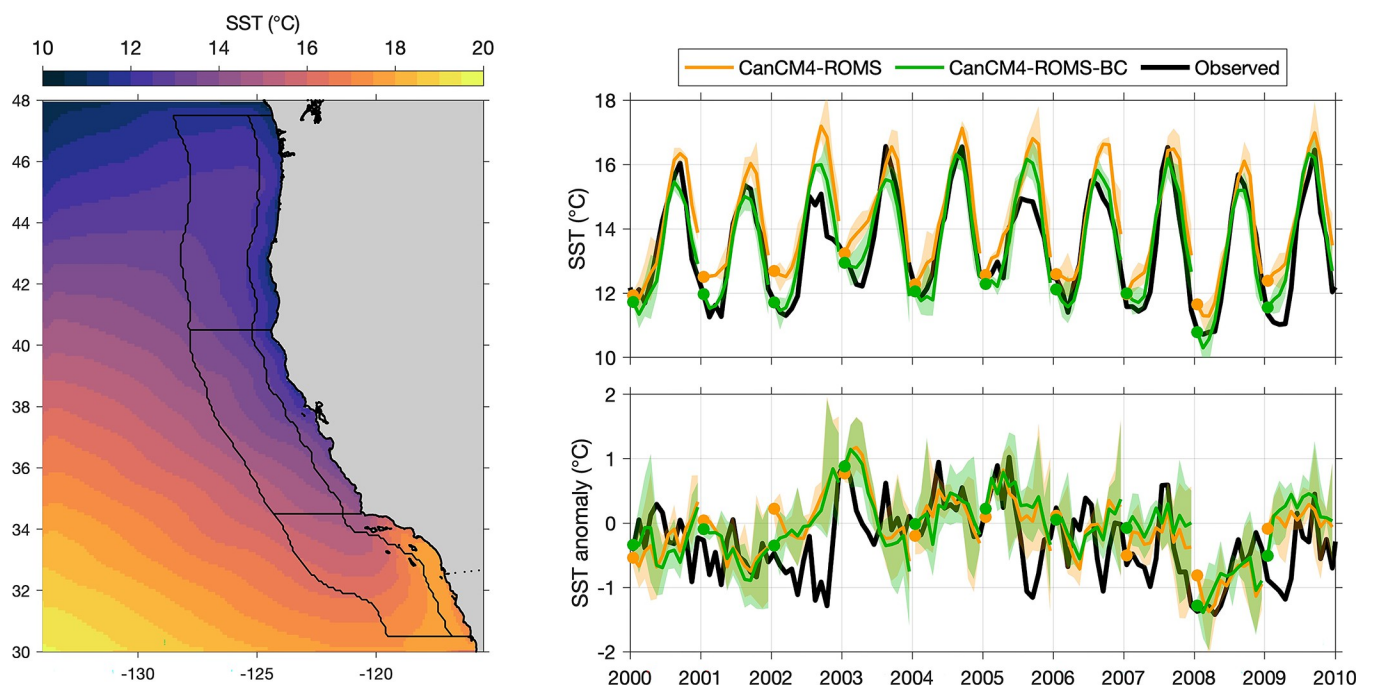 SST (°C)
10 12 14 16 18 20
48
46
44
42
40
38
36
34
32
30
-130 -125 -120
CanCM4-ROMS CanCM4-ROMS-BC Observed
SST (°C)
18
16
14
12
10
SST anomaly (°C)
2
1
0
-1
-2
2000 2001 2002 2003 2004 2005 2006 2007 2008 2009 2010